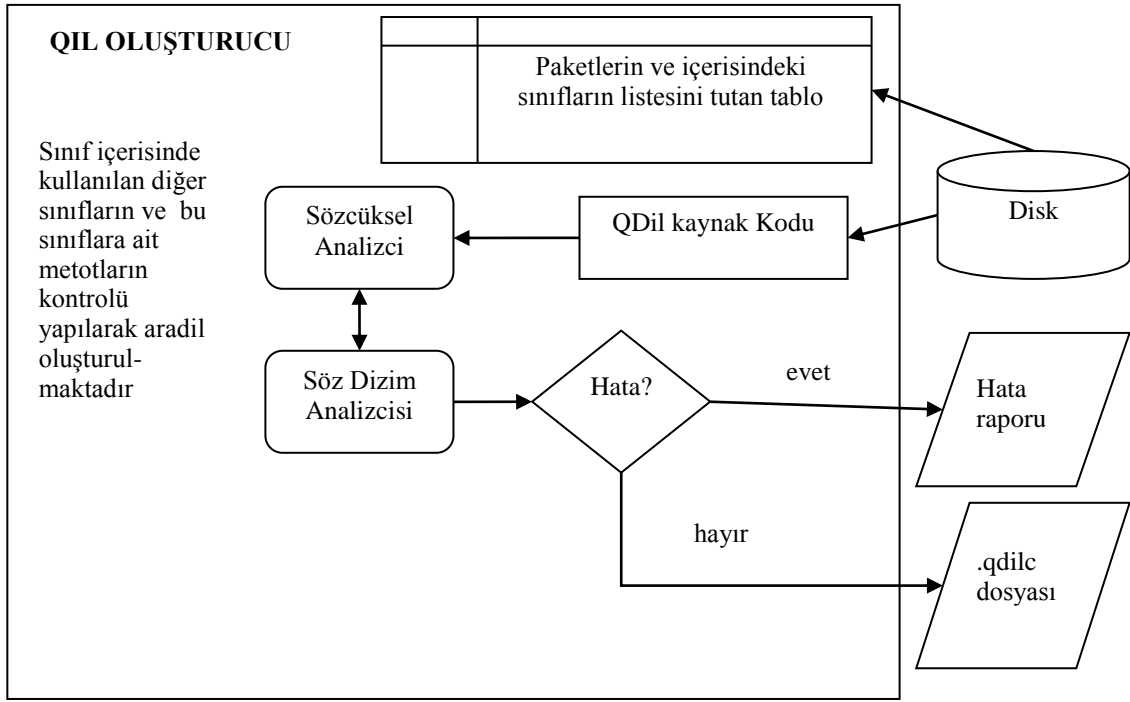 QIL OLUŞTURUCU
Paketlerin ve içerisindeki
sınıfların listesini tutan tablo
Sınıf içerisinde
kullanılan diğer
sınıfların ve bu
sınıflara ait
metotların
kontrolü
yapılarak aradil
oluşturul-
maktadır
Sözcüksel
Analizci
QDil kaynak Kodu
Disk
Söz Dizim
Analizcisi
Hata?
evet
Hata
raporu
hayır
.qdilc
dosyası